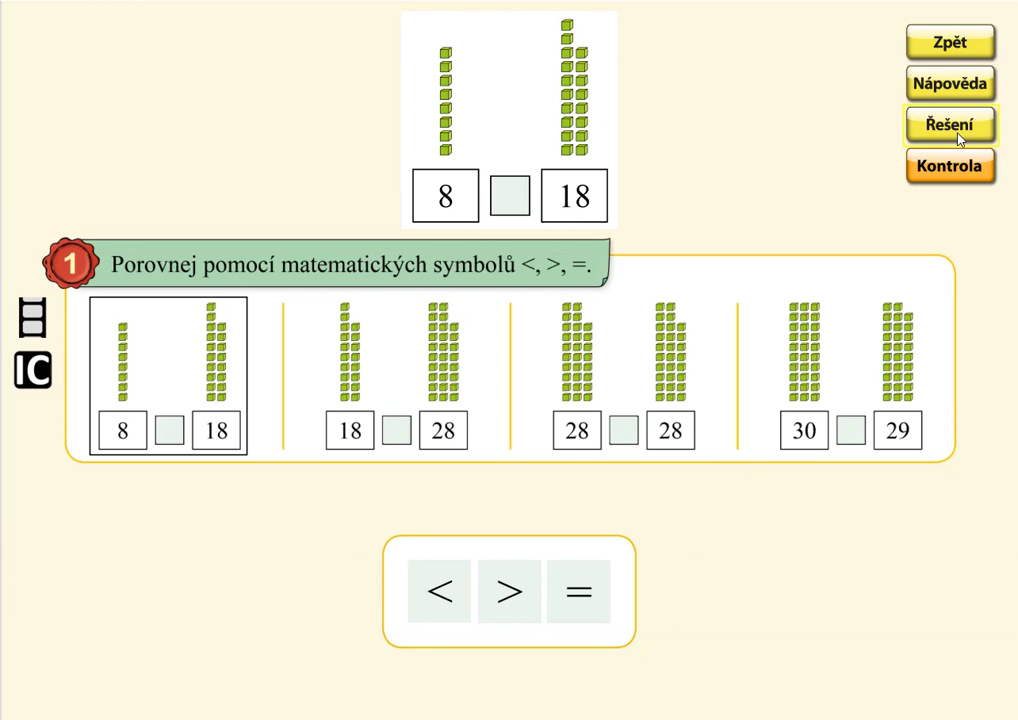 8 18
Zpět
Nápověda
Řešení
Kontrola
1 Porovnej pomocí matematických symbolů <, >, =.
IC
8 18 18 28 28 28 30 29
< > =